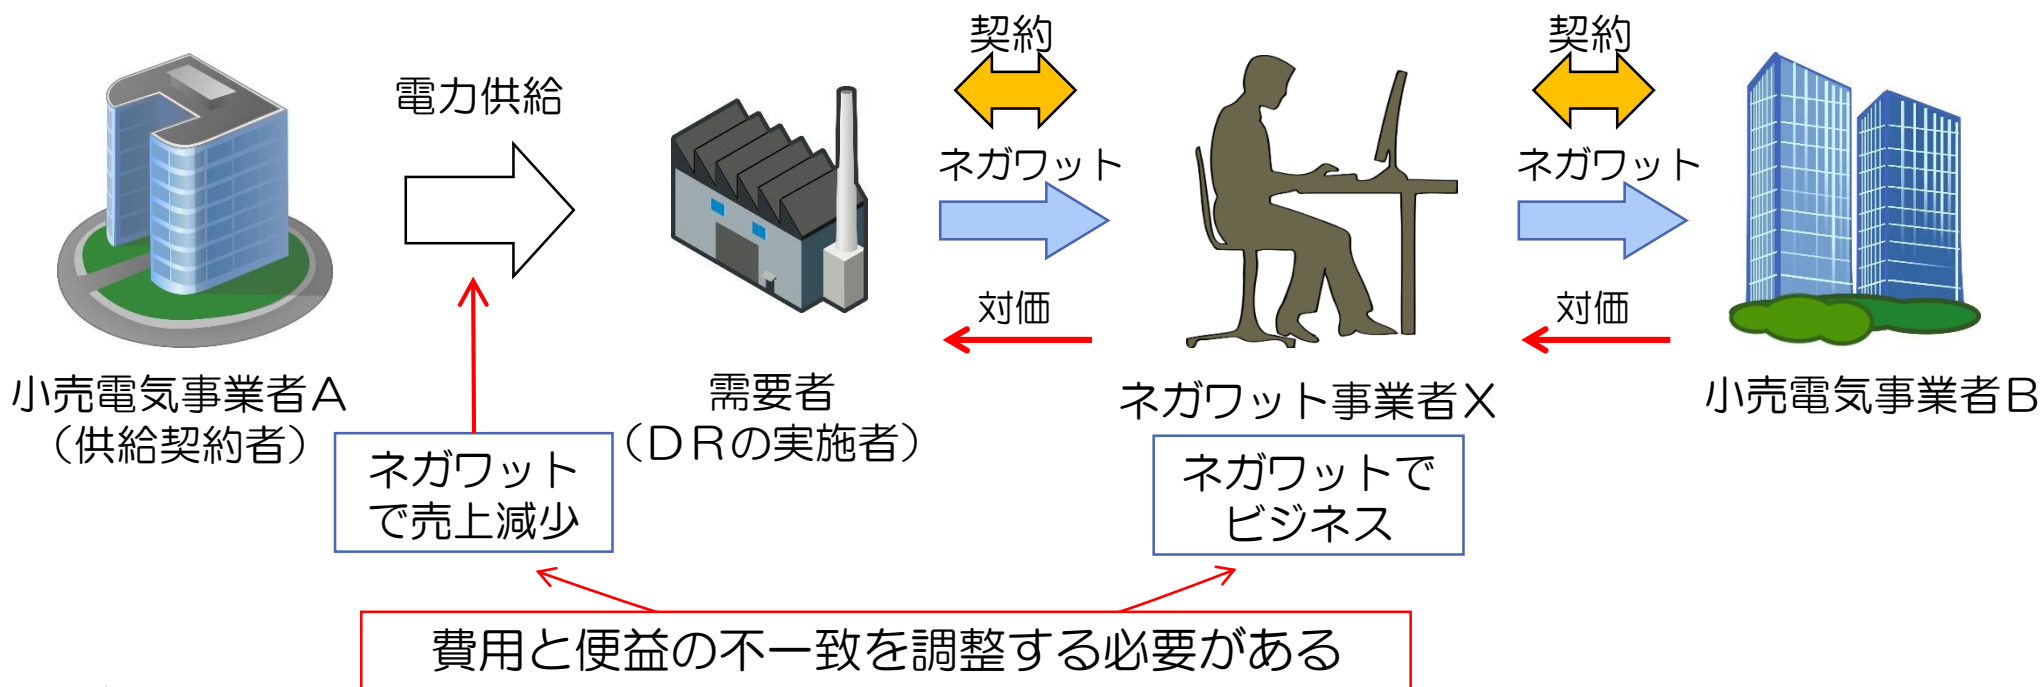 契約
契約
電力供給
ネガワット
ネガワット
対価
対価
小売電気事業者A
（供給契約者）
需要者
（DRの実施者）
ネガワット事業者X
小売電気事業者B
ネガワット
で売上減少
ネガワットで
ビジネス
費用と便益の不一致を調整する必要がある